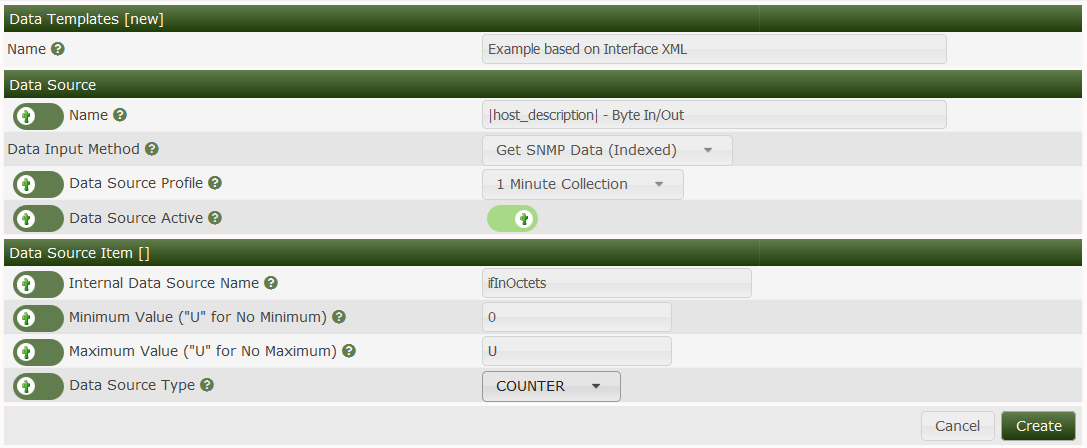 Data Templates [new]
Name ? Example based on Interface XML
Data Source
Name ? |host_description| - Byte In/Out
Data Input Method ? Get SNMP Data (Indexed)
Data Source Profile ? 1 Minute Collection
Data Source Active ?
Data Source Item []
Internal Data Source Name ? ifInOctets
Minimum Value ("U" for No Minimum) ? 0
Maximum Value ("U" for No Maximum) ? U
Data Source Type ? COUNTER
Cancel Create